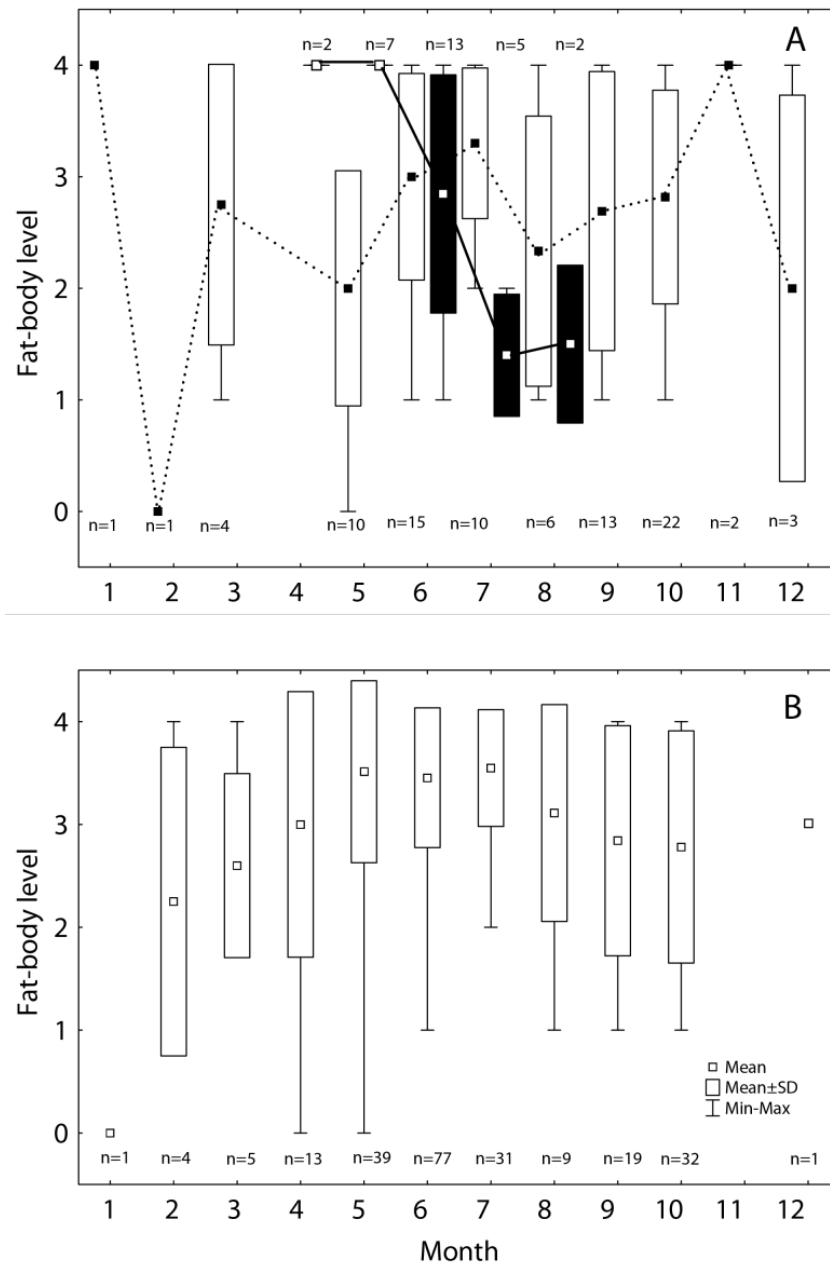 n=2 n=7 n=13 n=5 n=2 A
4
3
2
1
0
Fat-body level
n=1 n=1 n=4 n=10 n=15 n=10 n=6 n=13 n=22 n=2 n=3
1 2 3 4 5 6 7 8 9 10 11 12
B
4
3
2
1
0
Fat-body level
Mean
Mean±SD
Min-Max
n=1 n=4 n=5 n=13 n=39 n=77 n=31 n=9 n=19 n=32 n=1
1 2 3 4 5 6 7 8 9 10 11 12
Month